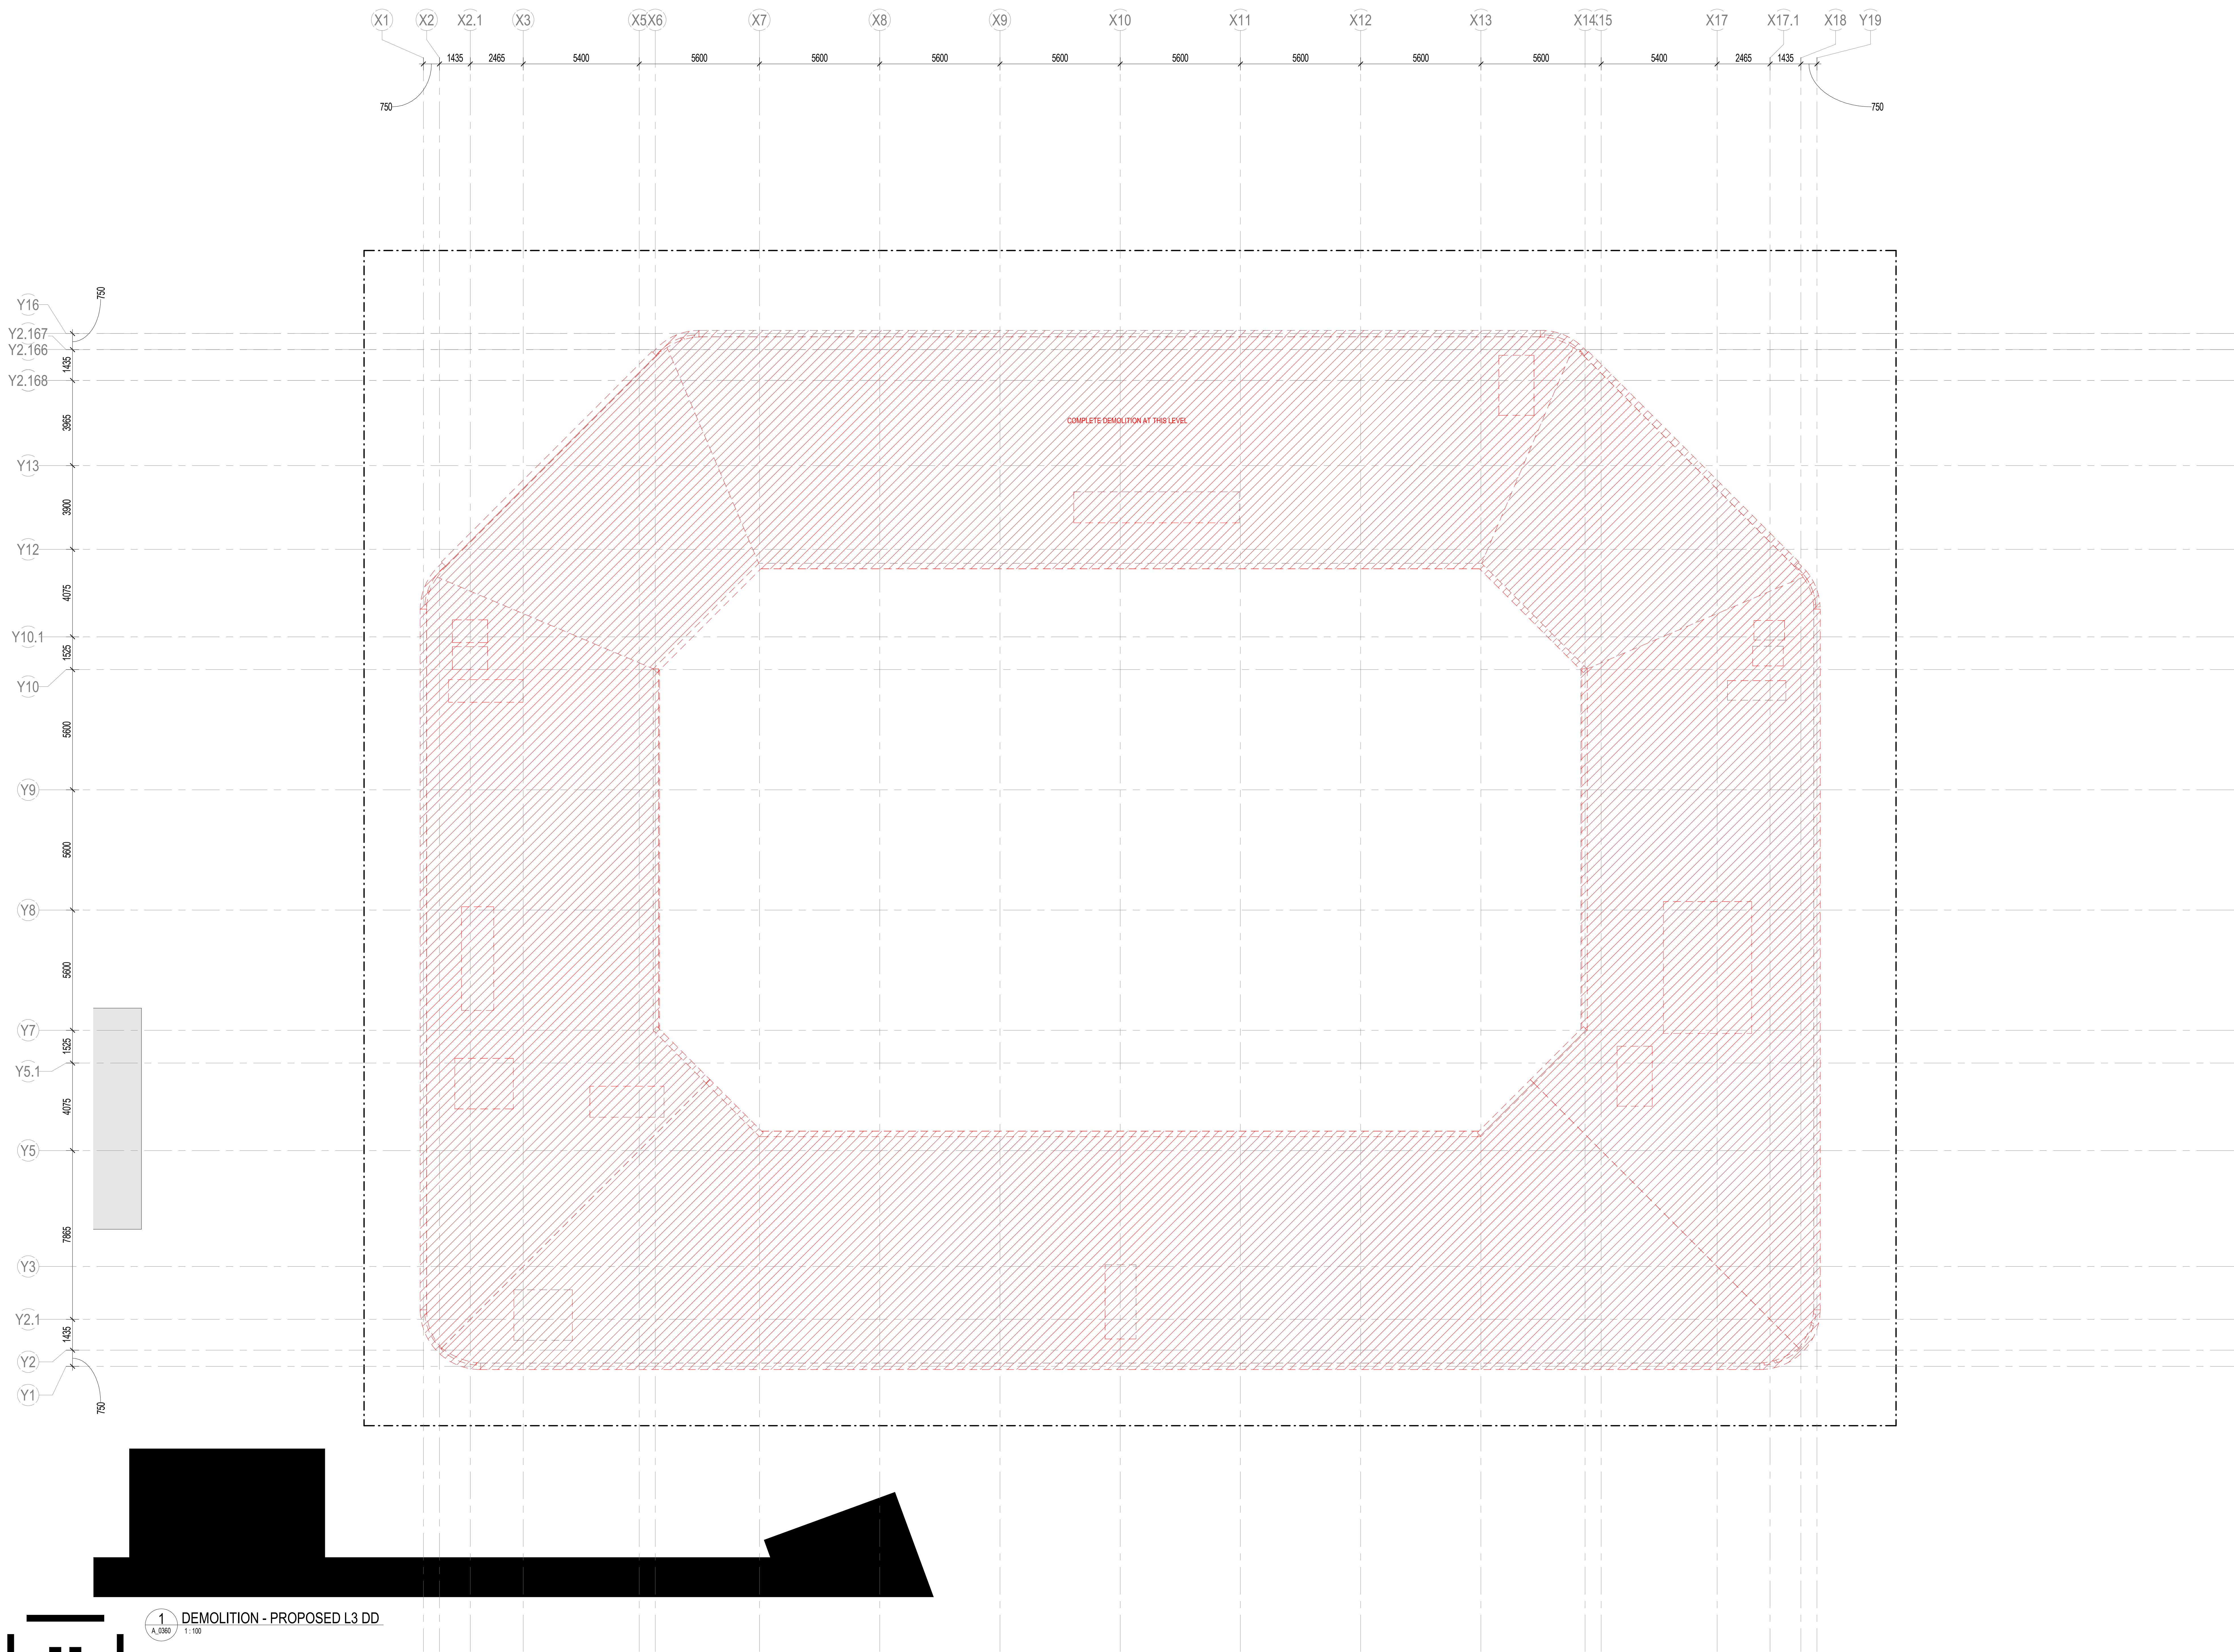 X1 X2 X2.1 X3 X5 X6 X7 X8 X9 X10 X11 X12 X13 X14 X15 X17 X17.1 X18 Y19
1435 2465 5400 5600 5600 5600 5600 5600 5600 5600 5600 5400 2465 1435
750 750
750
Y16
Y2.167
Y2.166
1435
Y2.168
3965
COMPLETE DEMOLITION AT THIS LEVEL
Y13
3900
Y12
4075
Y10.1
1525
Y10
5600
Y9
5600
Y8
5600
Y7
1525
Y5.1
4075
Y5
7865
Y3
Y2.1
1435
Y2
Y1
750
1 DEMOLITION - PROPOSED L3 DD
A_0360 1 : 100